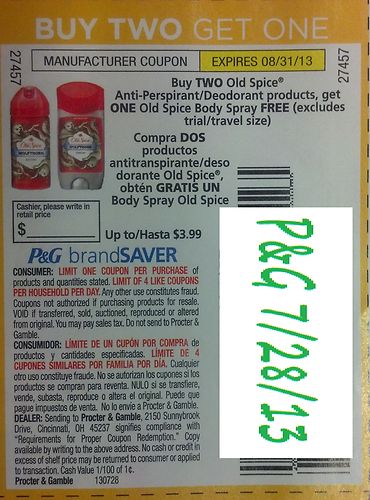 BUY TWO GET ONE
27457
MANUFACTURER COUPON
EXPIRES 08/31/13
27457
Buy TWO Old Spice®
Anti-Perspirant/Deodorant products, get
ONE Old Spice Body Spray FREE (excludes
trial/travel size)
Compra DOS
productos
antitranspirante/deso
dorante Old Spice®,
obtén GRATIS UN
Body Spray Old Spice
Old Spice
Old Spice
WOLFTHORN
Cashier, please write in
retail price
$
Up to/Hasta $3.99
P&G brandSAVER
CONSUMER: LIMIT ONE COUPON PER PURCHASE of
products and quantities stated. LIMIT OF 4 LIKE COUPONS
PER HOUSEHOLD PER DAY. Any other use constitutes fraud.
Coupons not authorized if purchasing products for resale.
VOID if transferred, sold, auctioned, reproduced or altered
from original. You may pay sales tax. Do not send to Procter &
Gamble.
CONSUMIDOR: LÍMITE DE UN CUPÓN POR COMPRA de
productos y cantidades especificadas. LÍMITE DE 4
CUPONES SIMILARES POR FAMILIA POR DÍA. Cualquier
otro uso constituye fraude. No se autorizan los cupones si los
productos se compran para reventa. NULO si se transfiere,
vende, subasta, reproduce o altera el original. Puede que
pague impuestos de venta. No lo envíe a Procter & Gamble.
DEALER: Sending to Procter & Gamble, 2150 Sunnybrook
Drive, Cincinnati, OH 45237 signifies compliance with
"Requirements for Proper Coupon Redemption." Copy
available by writing to the above address. No cash or credit in
excess of shelf price may be returned to consumer or applied
to transaction. Cash Value 1/100 of 1¢.
Procter & Gamble 130728
P&G 7/28/13